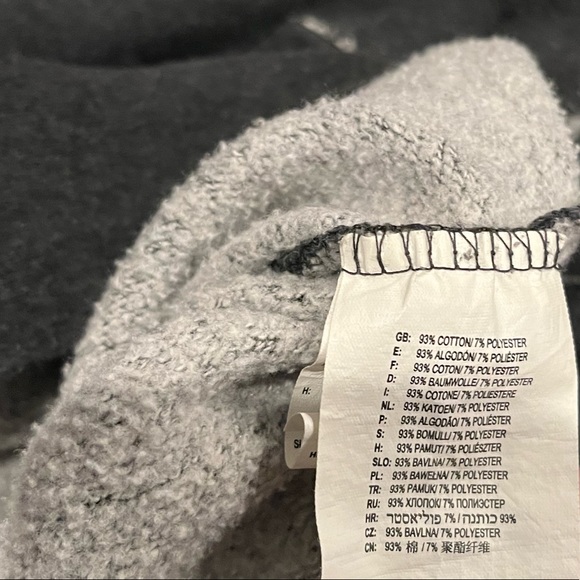 GB: 93% COTTON/ 7% POLYESTER
E: 93% ALGODÓN/ 7% POLIÉSTER
F: 93% COTON/ 7% POLYESTER
D: 93% BAUMWOLLE/ 7% POLYESTER
I: 93% COTONE/ 7% POLIESTERE
NL: 93% KATOEN/ 7% POLYESTER
P: 93% ALGODÃO/ 7% POLIÉSTER
S: 93% BOMULL/ 7% POLYESTER
H: 93% PAMUT/ 7% POLIÉSZTER
SLO: 93% BAVLNA/ 7% POLYESTER
PL: 93% BAWEŁNA/ 7% POLYESTER
TR: 93% PAMUK/ 7% POLYESTER
RU: 93% ХЛОПОК/ 7% ПОЛИЭСТЕР
HR: 93% כותנה/ 7% פוליאסטר
CZ: 93% BAVLNA/ 7% POLYESTER
CN: 93% 棉 / 7% 聚酯纤维
H: